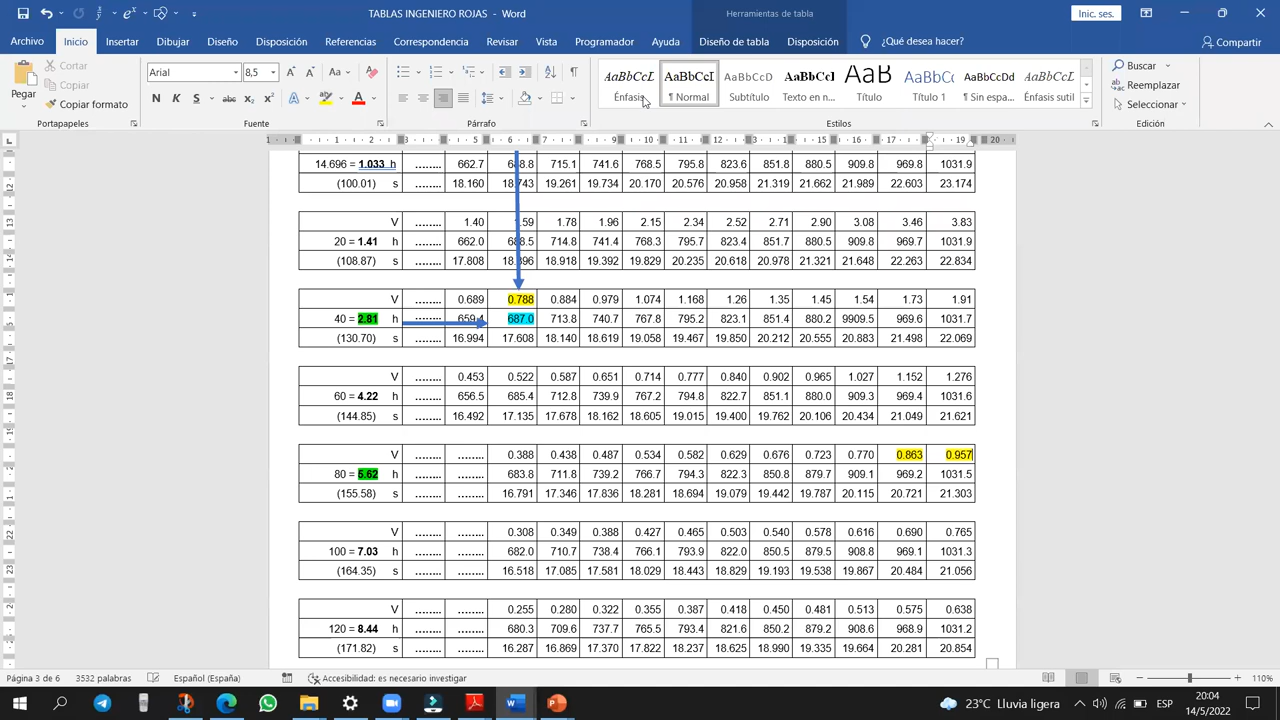 TABLAS INGENIERO ROJAS - Word
Herramientas de tabla
Inic. ses.
Archivo Inicio Insertar Dibujar Diseño Disposición Referencias Correspondencia Revisar Vista Programador Ayuda Diseño de tabla Disposición ¿Qué desea hacer? Compartir
Pegar
Cortar
Copiar
Copiar formato
Portapapeles
Arial 8,5
Fuente
Párrafo
AaBbCcL AaBbCcI AaBbCcD AaBbCcI AaB AaBbCc AaBbCcDd AaBbCcL
Énfasis ¶ Normal Subtítulo Texto en n... Título Título 1 ¶ Sin espa... Énfasis sutil
Estilos
Buscar
Reemplazar
Seleccionar
Edición
14.696 = 1.033 h ........ 662.7 688.8 715.1 741.6 768.5 795.8 823.6 851.8 880.5 909.8 969.8 1031.9
(100.01) s ........ 18.160 18.743 19.261 19.734 20.170 20.576 20.958 21.319 21.662 21.989 22.603 23.174
V ........ 1.40 1.59 1.78 1.96 2.15 2.34 2.52 2.71 2.90 3.08 3.46 3.83
20 = 1.41 h ........ 662.0 688.5 714.8 741.4 768.3 795.7 823.4 851.7 880.5 909.8 969.7 1031.9
(108.87) s ........ 17.808 18.396 18.918 19.392 19.829 20.235 20.618 20.978 21.321 21.648 22.263 22.834
V ........ 0.689 0.788 0.884 0.979 1.074 1.168 1.26 1.35 1.45 1.54 1.73 1.91
40 = 2.81 h ........ 659.4 687.0 713.8 740.7 767.8 795.2 823.1 851.4 880.2 9909.5 969.6 1031.7
(130.70) s ........ 16.994 17.608 18.140 18.619 19.058 19.467 19.850 20.212 20.555 20.883 21.498 22.069
V ........ 0.453 0.522 0.587 0.651 0.714 0.777 0.840 0.902 0.965 1.027 1.152 1.276
60 = 4.22 h ........ 656.5 685.4 712.8 739.9 767.2 794.8 822.7 851.1 880.0 909.3 969.4 1031.6
(144.85) s ........ 16.492 17.135 17.678 18.162 18.605 19.015 19.400 19.762 20.106 20.434 21.049 21.621
V ........ ........ 0.388 0.438 0.487 0.534 0.582 0.629 0.676 0.723 0.770 0.863 0.957
80 = 5.62 h ........ ........ 683.8 711.8 739.2 766.7 794.3 822.3 850.8 879.7 909.1 969.2 1031.5
(155.58) s ........ ........ 16.791 17.346 17.836 18.281 18.694 19.079 19.442 19.787 20.115 20.721 21.303
V ........ ........ 0.308 0.349 0.388 0.427 0.465 0.503 0.540 0.578 0.616 0.690 0.765
100 = 7.03 h ........ ........ 682.0 710.7 738.4 766.1 793.9 822.0 850.5 879.5 908.8 969.1 1031.3
(164.35) s ........ ........ 16.518 17.085 17.581 18.029 18.443 18.829 19.193 19.538 19.867 20.484 21.056
V ........ ........ 0.255 0.280 0.322 0.355 0.387 0.418 0.450 0.481 0.513 0.575 0.638
120 = 8.44 h ........ ........ 680.3 709.6 737.7 765.5 793.4 821.6 850.2 879.2 908.6 968.9 1031.2
(171.82) s ........ ........ 16.287 16.869 17.370 17.822 18.237 18.625 18.990 19.335 19.664 20.281 20.854
Página 3 de 6 3532 palabras Español (España) Accesibilidad: es necesario investigar 110%
23°C Lluvia ligera ESP 20:04
14/5/2022